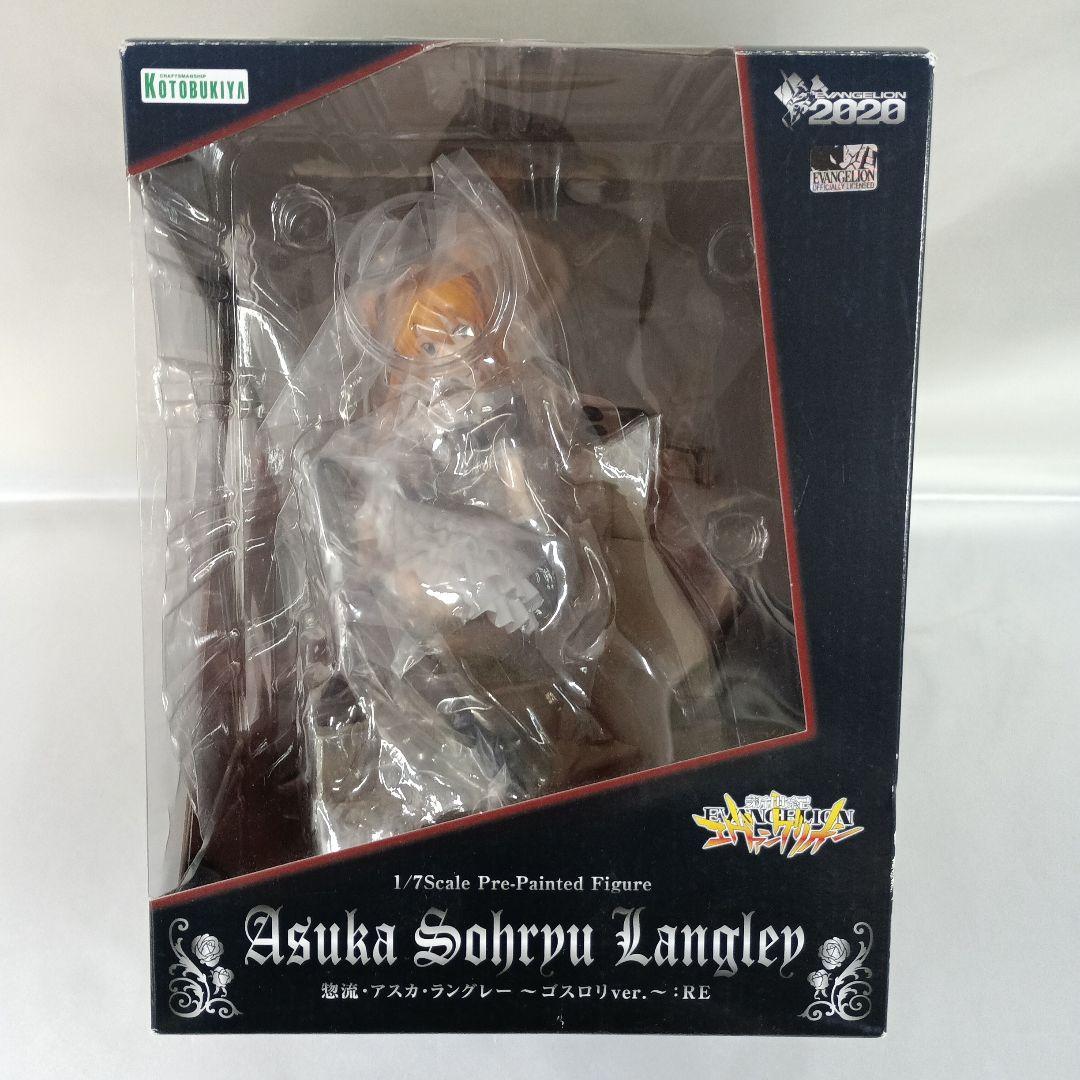 CRAFTSMANSHIP
KOTOBUKIYA
EVANGELION
2020
EVANGELION
OFFICIALLY LICENSED
新世紀
EVANGELION
エヴァンゲリオン
1/7Scale Pre-Painted Figure
Asuka Sohryu Langley
惣流・アスカ・ラングレー ～ゴスロリver.～:RE